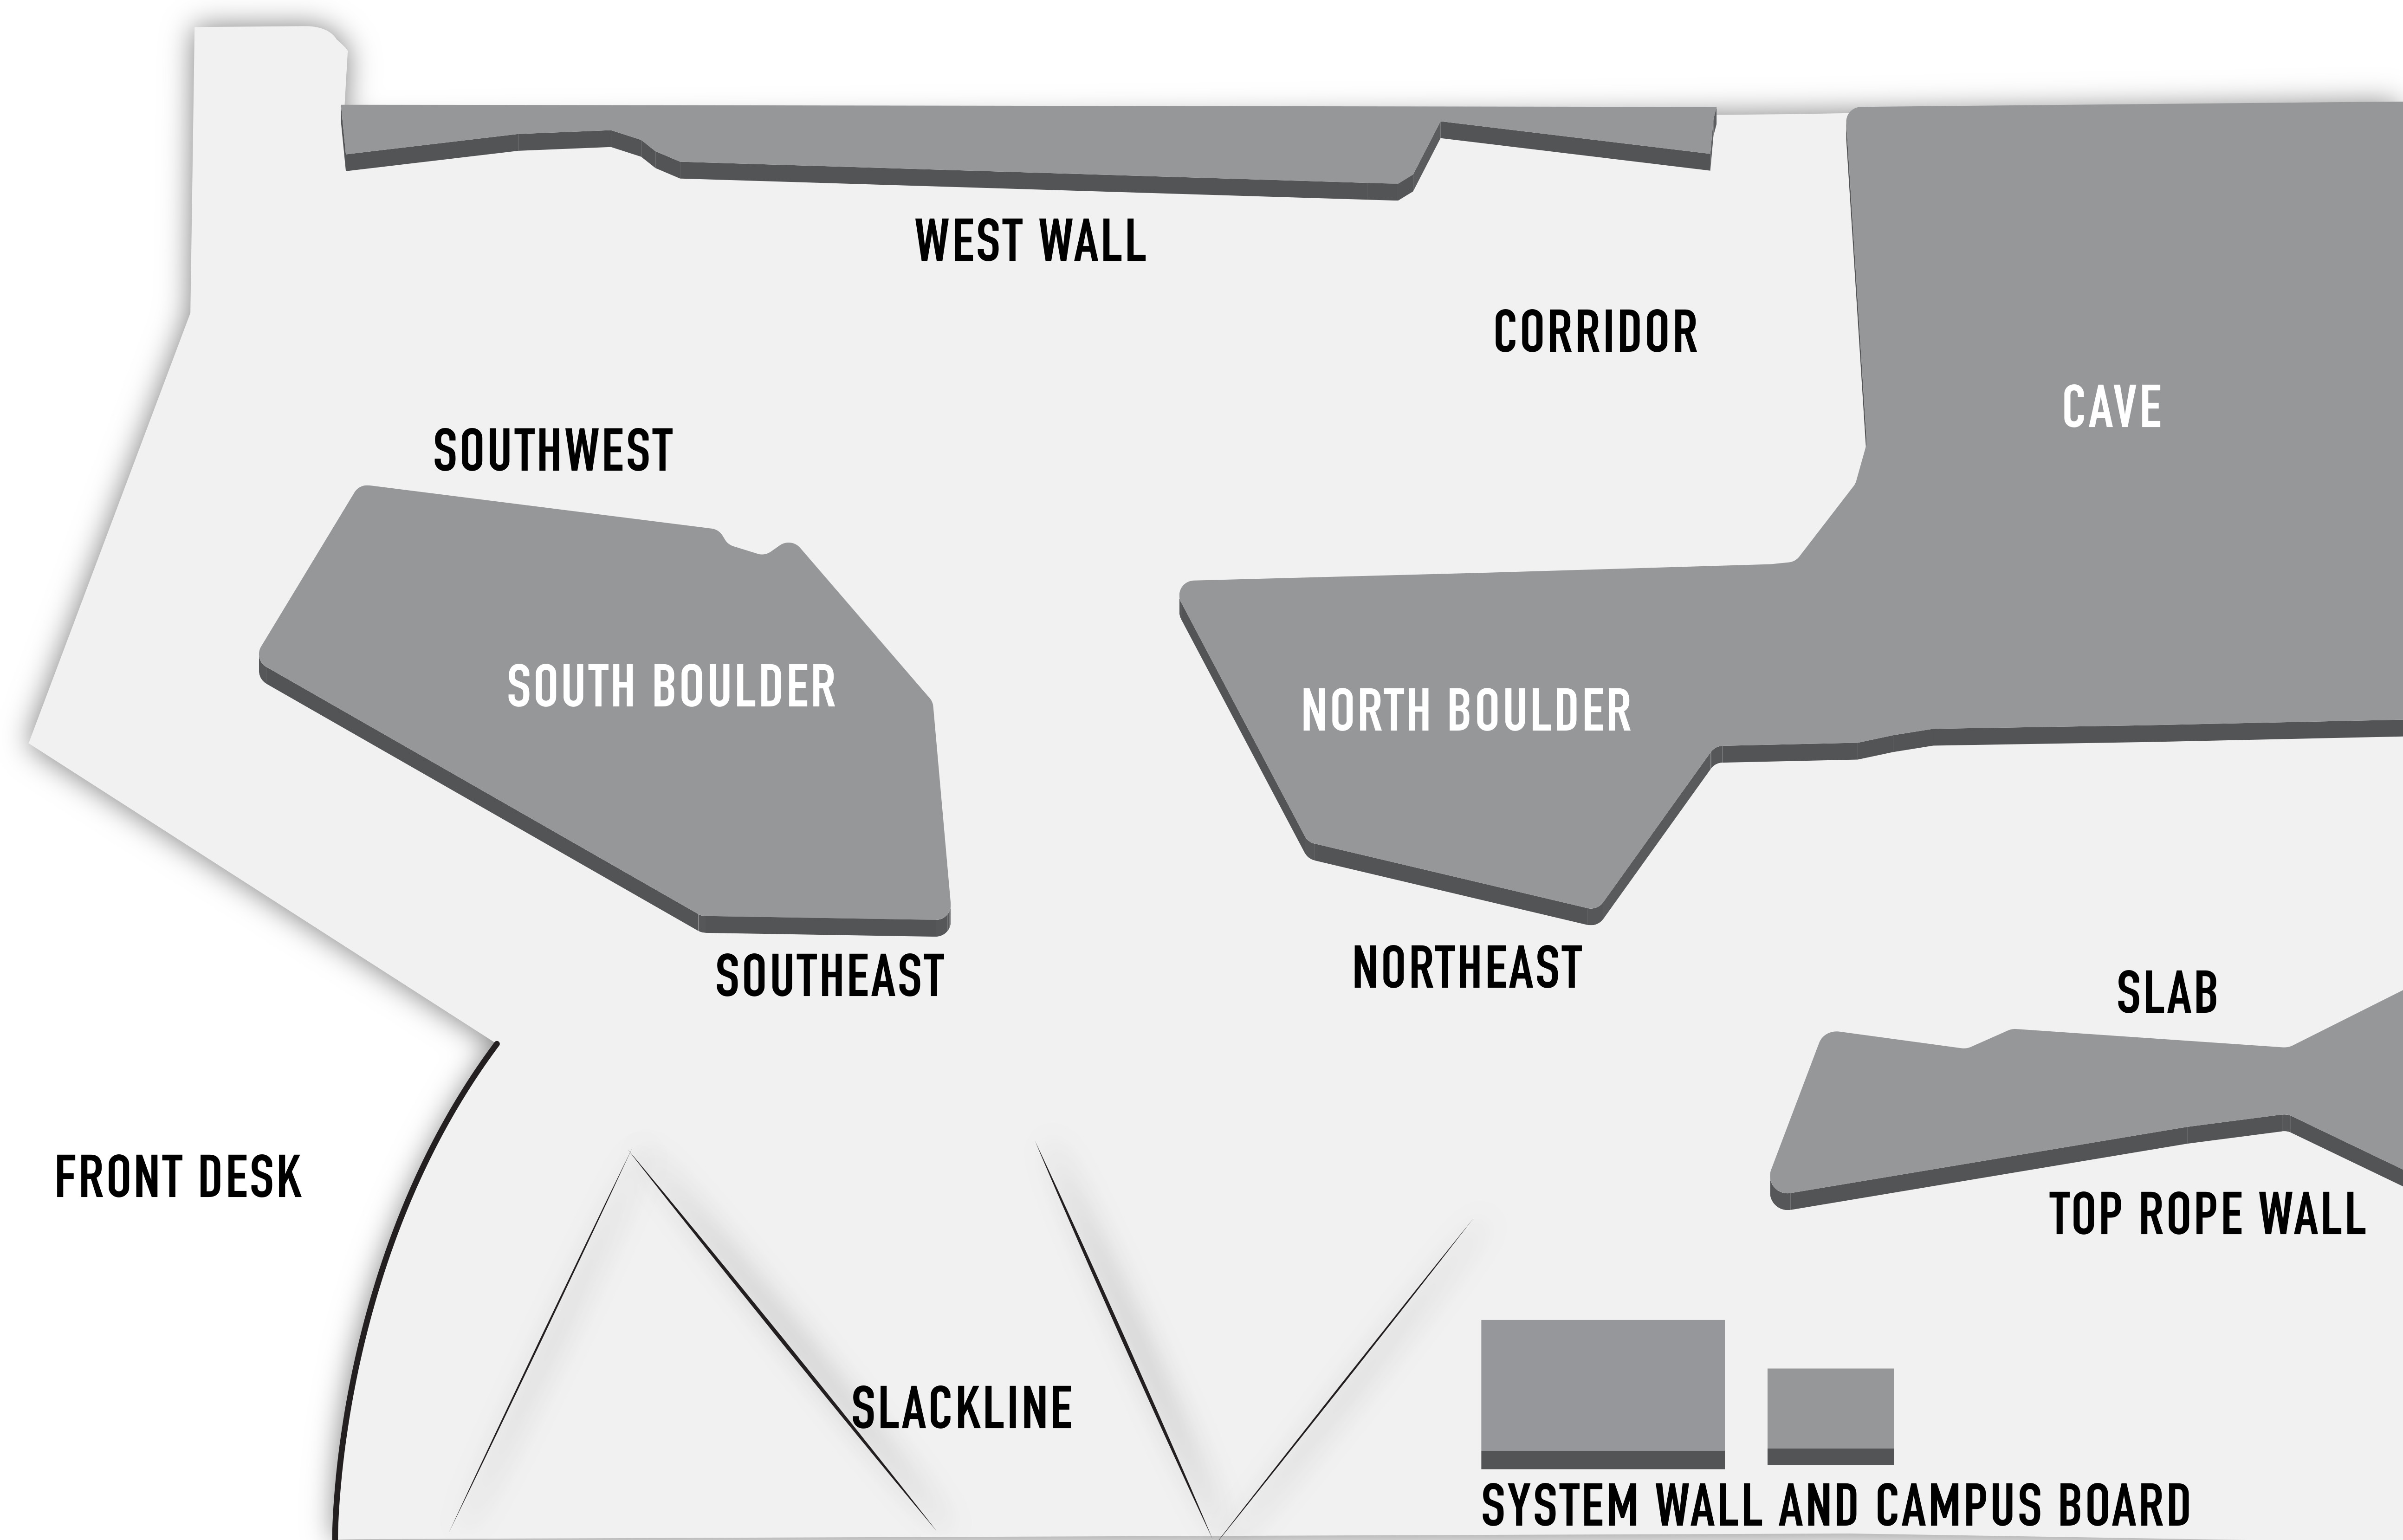 WEST WALL
CORRIDOR
CAVE
SOUTHWEST
SOUTH BOULDER
NORTH BOULDER
SOUTHEAST
NORTHEAST
SLAB
FRONT DESK
TOP ROPE WALL
SLACKLINE
SYSTEM WALL AND CAMPUS BOARD